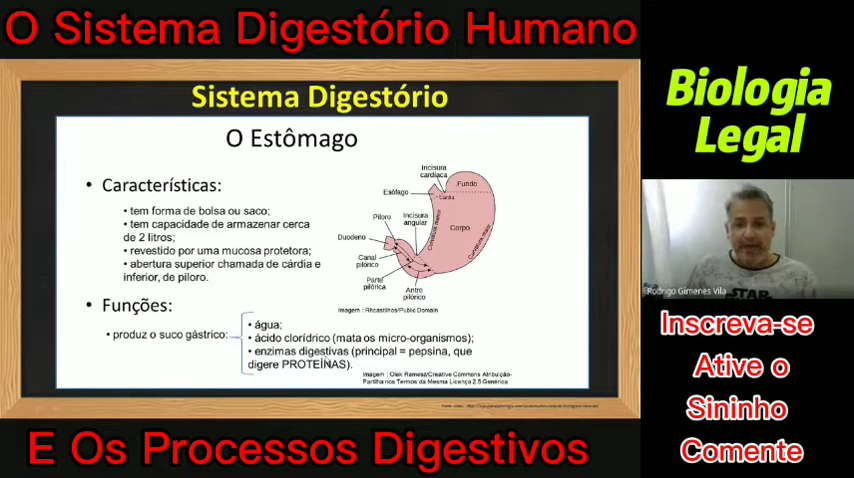 O Sistema Digestório Humano
Sistema Digestório
O Estômago
• Características:
• tem forma de bolsa ou saco;
• tem capacidade de armazenar cerca
de 2 litros;
• revestido por uma mucosa protetora;
• abertura superior chamada de cárdia e
inferior, de piloro.
• Funções:
• produz o suco gástrico:
• água;
• ácido clorídrico (mata os micro-organismos);
• enzimas digestivas (principal = pepsina, que
digere PROTEÍNAS).
Incisura
cardíaca
Fundo
Esôfago
Cárdia
Piloro
Incisura
angular
Curvatura menor
Corpo
Curvatura maior
Duodeno
Canal
pilórico
Parte
pilórica
Antro
pilórico
Imagem : Rhcastilhos/Public Domain
Imagem : Olek Remesz/Creative Commons Atribuição-
Partilha nos Termos da Mesma Licença 2.5 Genérica
E Os Processos Digestivos
Biologia
Legal
Rodrigo Gimenes Vila
STAR
Inscreva-se
Ative o
Sininho
Comente